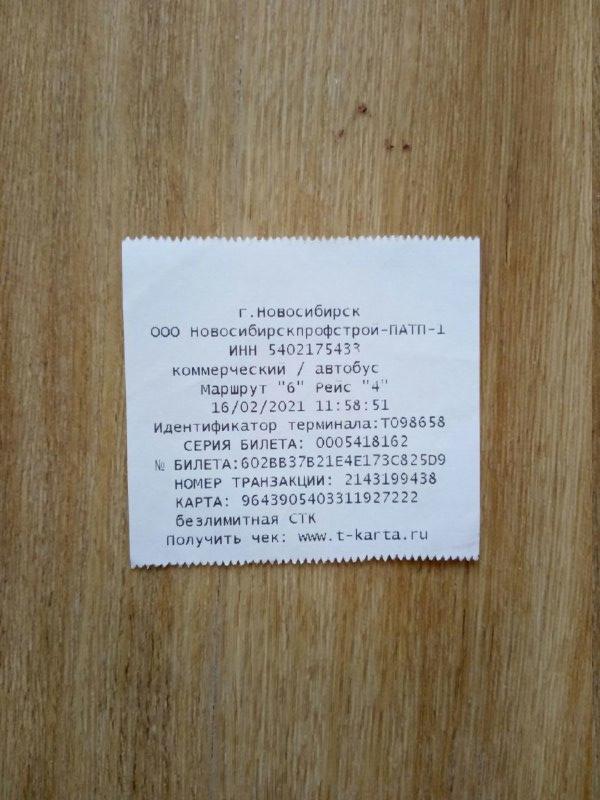 г.Новосибирск
ООО Новосибирскпрофстрой-ПАТП-1
ИНН 5402175433
коммерческий / автобус
Маршрут "6" Рейс "4"
16/02/2021 11:58:51
Идентификатор терминала:Т098658
СЕРИЯ БИЛЕТА: 0005418162
№ БИЛЕТА:602BB37B21E4E173C825D9
НОМЕР ТРАНЗАКЦИИ: 2143199438
КАРТА: 9643905403311927222
безлимитная СТК
Получить чек: www.t-karta.ru